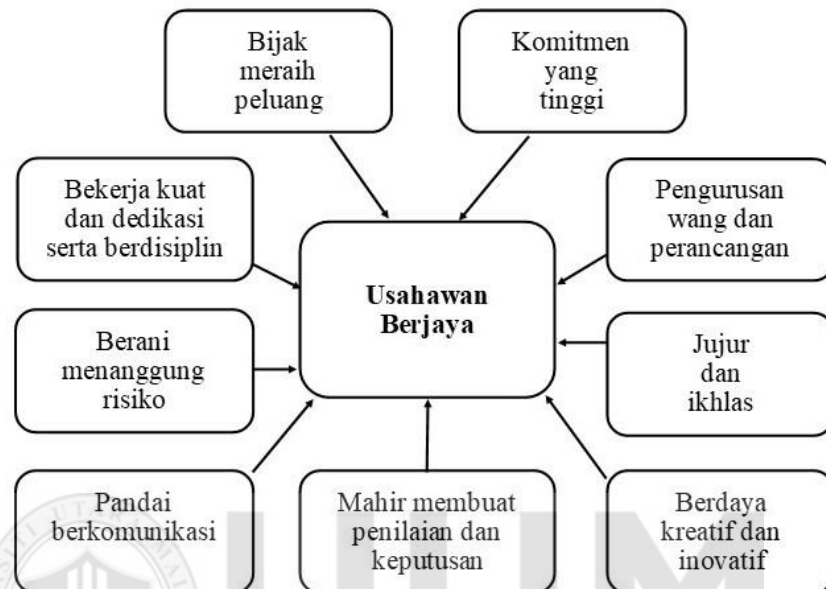 Bijak
meraih
peluang
Komitmen
yang
tinggi
Bekerja kuat
dan dedikasi
serta berdisiplin
Pengurusan
wang dan
perancangan
Usahawan
Berjaya
Berani
menanggung
risiko
Jujur
dan
ikhlas
Pandai
berkomunikasi
Mahir membuat
penilaian dan
keputusan
Berdaya
kreatif dan
inovatif